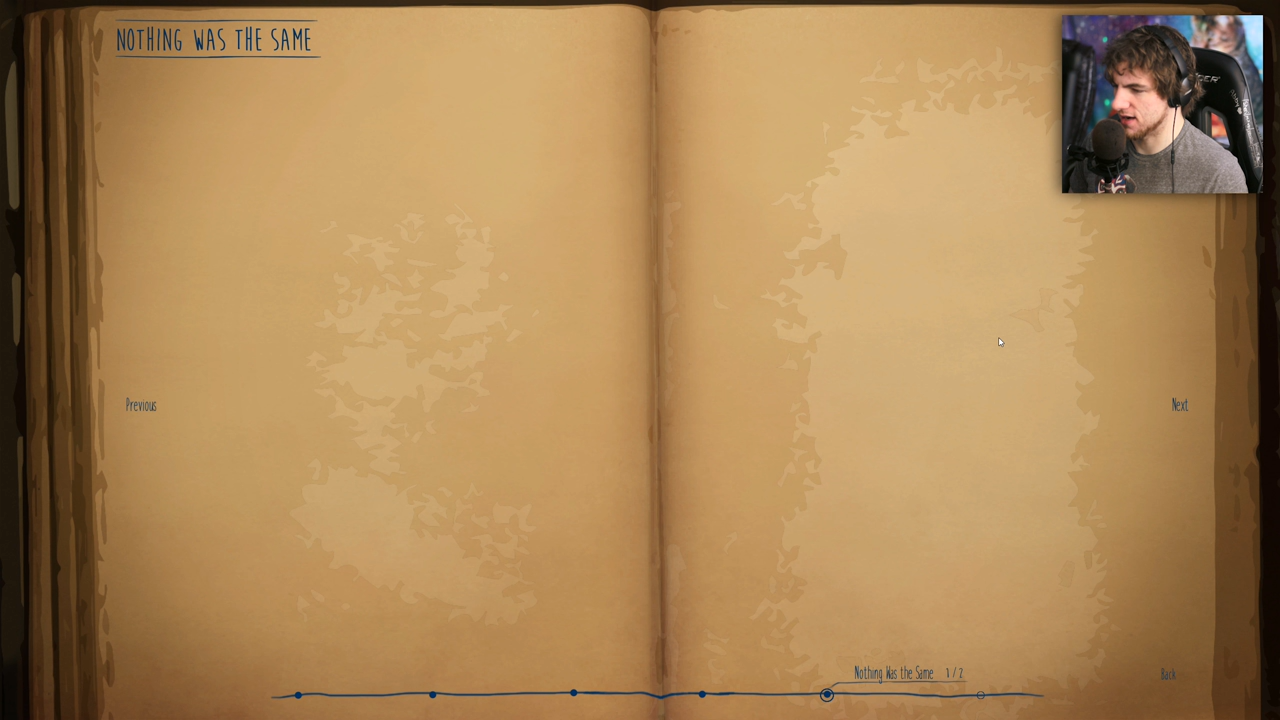 NOTHING WAS THE SAME
Previous
Next
Nothing Was the Same 1 / 2
Back